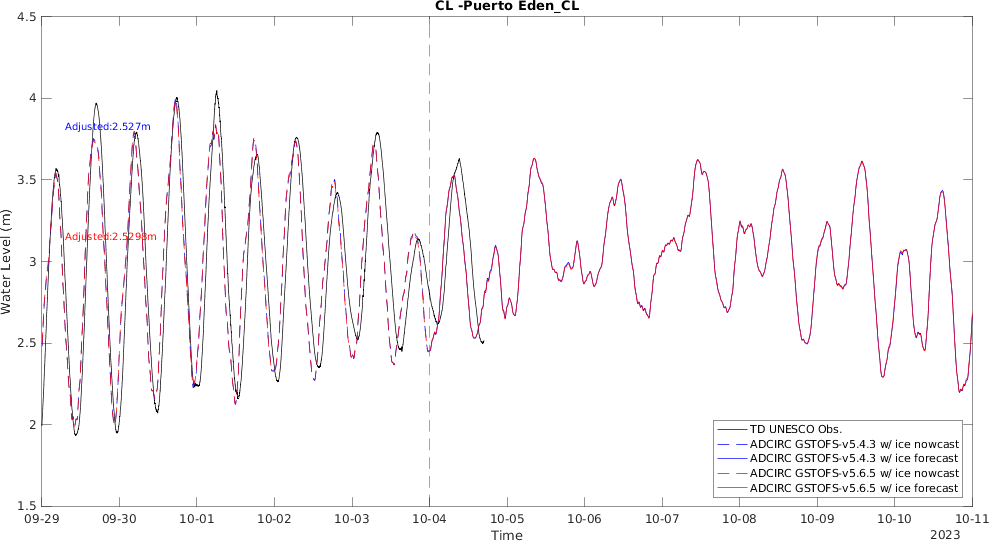 CL -Puerto Eden_CL
4.5
4
3.5
3
2.5
2
1.5
Water Level (m)
Adjusted:2.527m
Adjusted:2.5298m
TD UNESCO Obs.
ADCIRC GSTOFS-v5.4.3 w/ ice nowcast
ADCIRC GSTOFS-v5.4.3 w/ ice forecast
ADCIRC GSTOFS-v5.6.5 w/ ice nowcast
ADCIRC GSTOFS-v5.6.5 w/ ice forecast
09-29 09-30 10-01 10-02 10-03 10-04 10-05 10-06 10-07 10-08 10-09 10-10 10-11
Time
2023